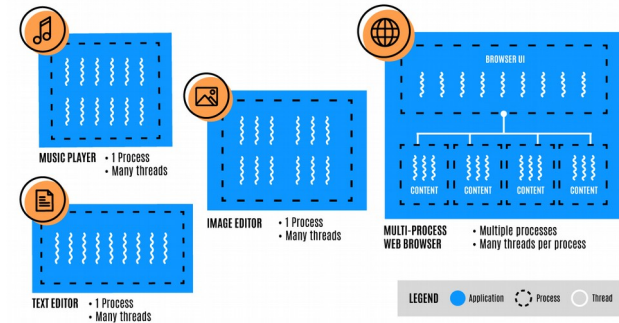 MUSIC PLAYER • 1 Process
• Many threads
TEXT EDITOR • 1 Process
• Many threads
IMAGE EDITOR • 1 Process
• Many threads
BROWSER UI
CONTENT CONTENT CONTENT CONTENT
MULTI-PROCESS • Multiple processes
WEB BROWSER • Many threads per process
LEGEND Application Process Thread